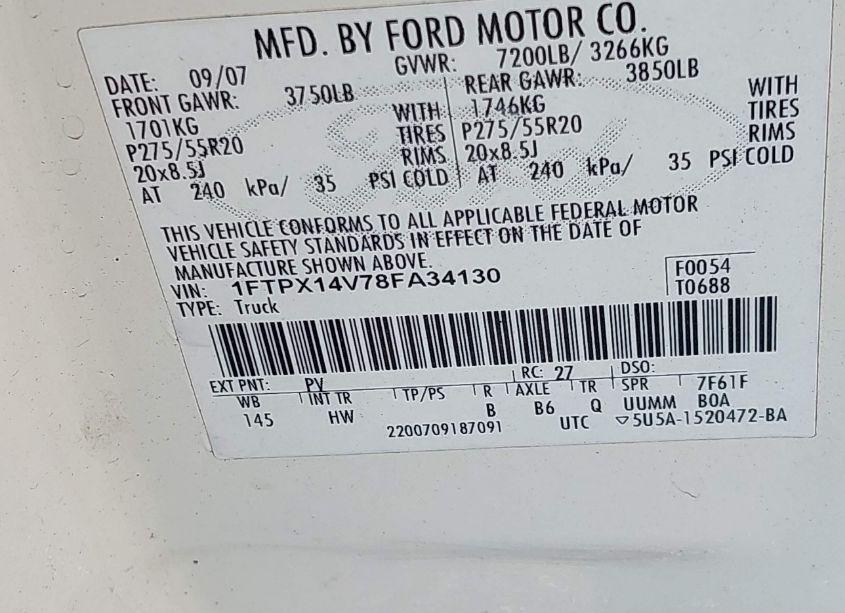 MFD. BY FORD MOTOR CO.
DATE: 09/07 GVWR: 7200LB/ 3266KG
FRONT GAWR: 3750LB REAR GAWR: 3850LB
1701KG WITH 1746KG WITH
P275/55R20 TIRES P275/55R20 TIRES
20x8.5J RIMS 20x8.5J RIMS
AT 240 kPa/ 35 PSI COLD AT 240 kPa/ 35 PSI COLD
THIS VEHICLE CONFORMS TO ALL APPLICABLE FEDERAL MOTOR
VEHICLE SAFETY STANDARDS IN EFFECT ON THE DATE OF
MANUFACTURE SHOWN ABOVE.
VIN: 1FTPX14V78FA34130 F0054
TYPE: Truck T0688
EXT PNT: PV RC: 27 DSO:
WB INT TR TP/PS R AXLE TR SPR 7F61F
145 HW B B6 Q UUMM BOA
2200709187091 UTC ▽5U5A-1520472-BA